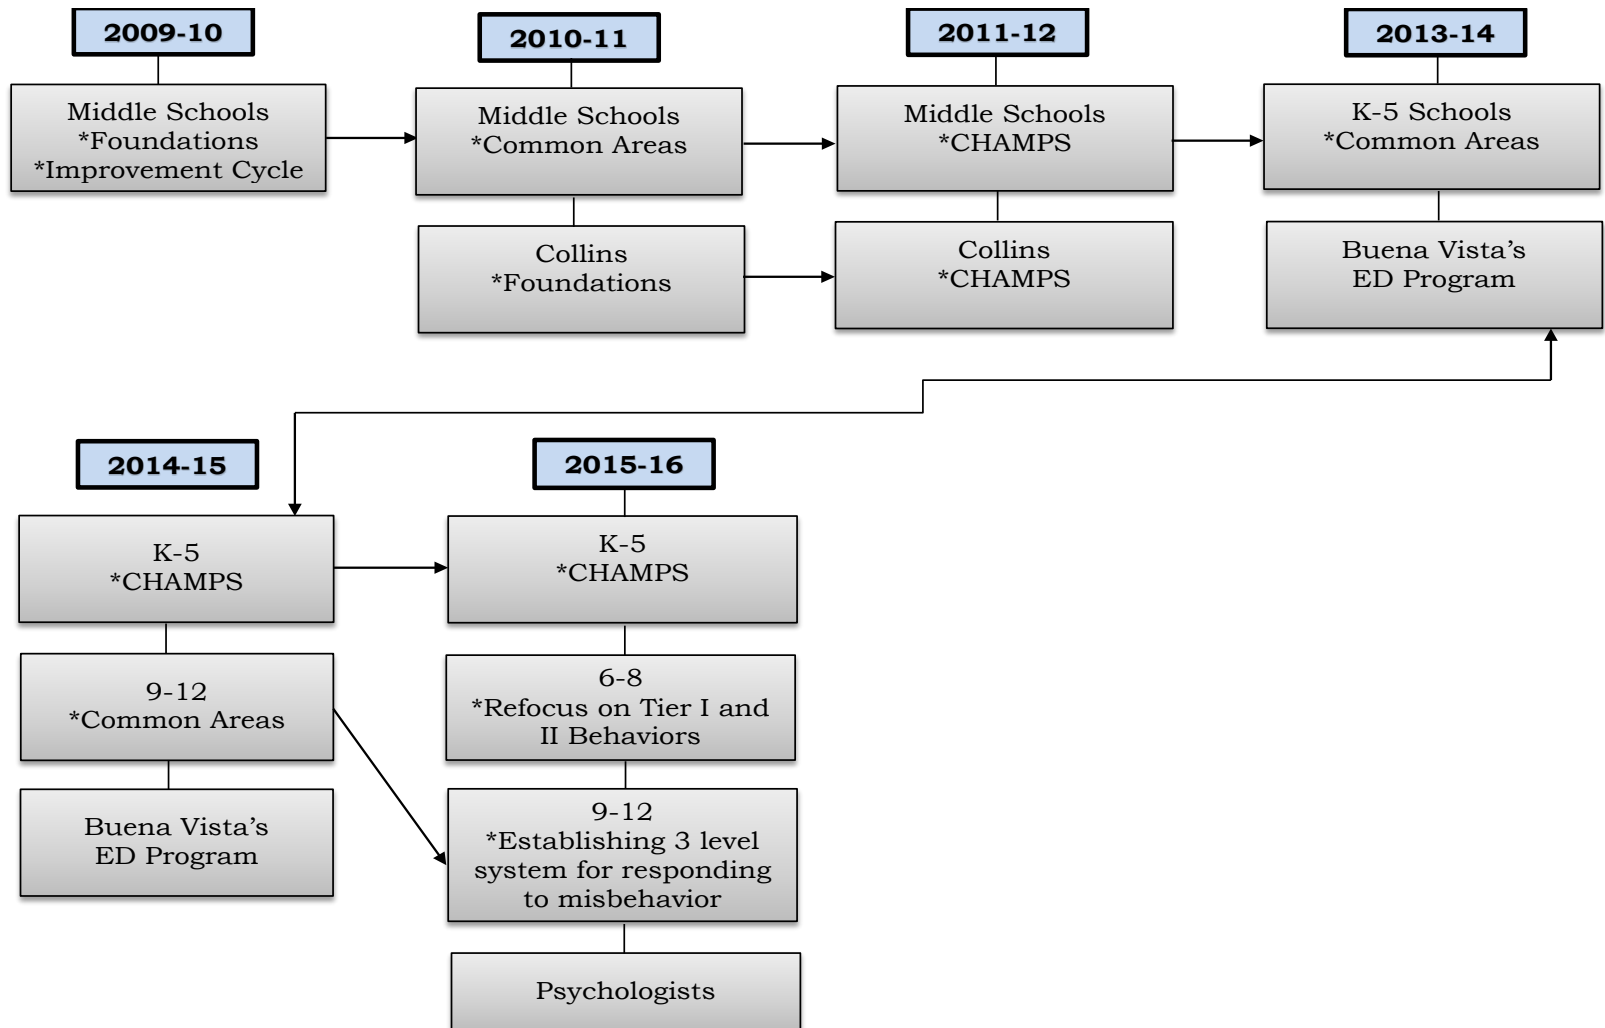 2009-10
Middle Schools
*Foundations
*Improvement Cycle
2010-11
Middle Schools
*Common Areas
Collins
*Foundations
2011-12
Middle Schools
*CHAMPS
Collins
*CHAMPS
2013-14
K-5 Schools
*Common Areas
Buena Vista’s
ED Program
2014-15
K-5
*CHAMPS
9-12
*Common Areas
Buena Vista’s
ED Program
2015-16
K-5
*CHAMPS
6-8
*Refocus on Tier I and
II Behaviors
9-12
*Establishing 3 level
system for responding
to misbehavior
Psychologists